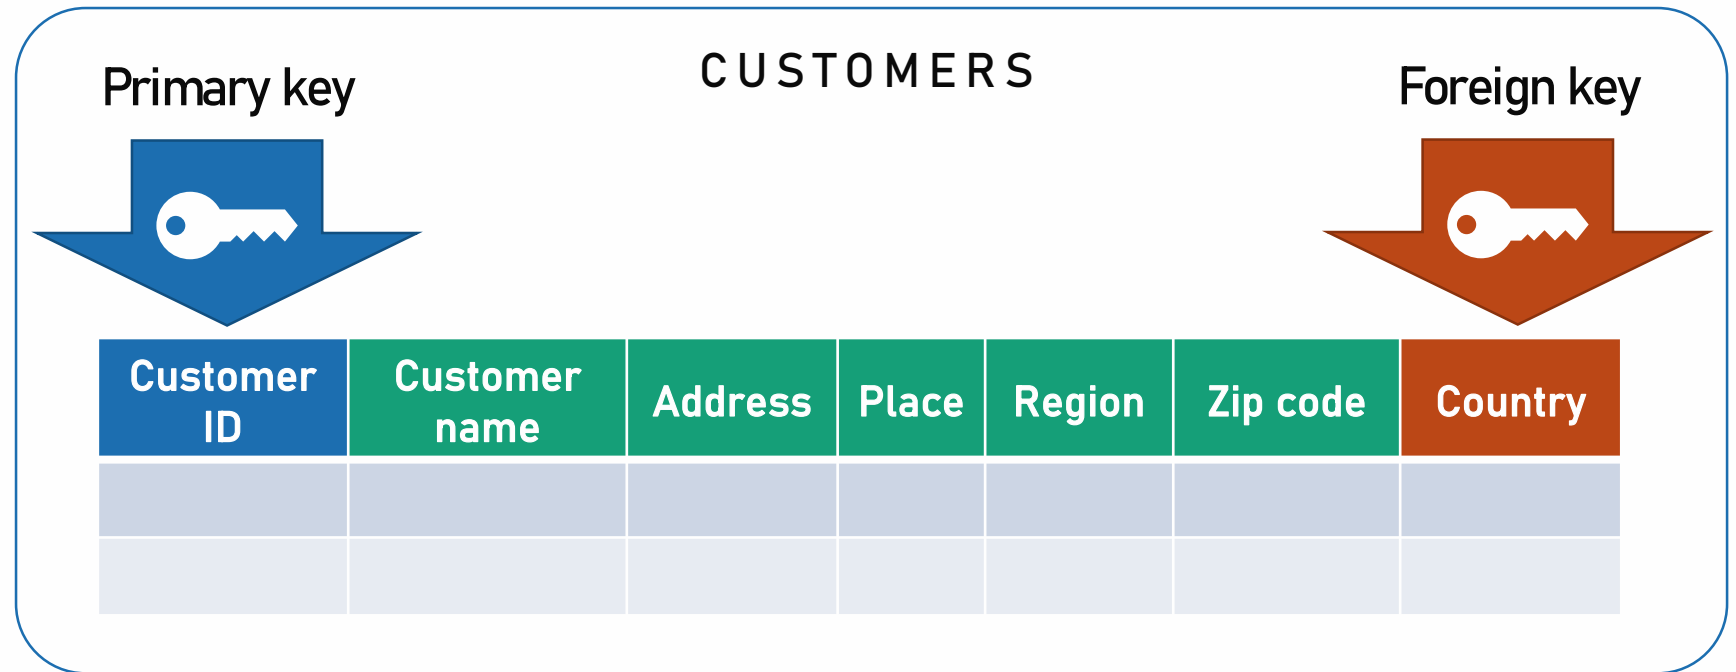 CUSTOMERS
Primary key
Foreign key
Customer
ID
Customer
name
Address
Place
Region
Zip code
Country